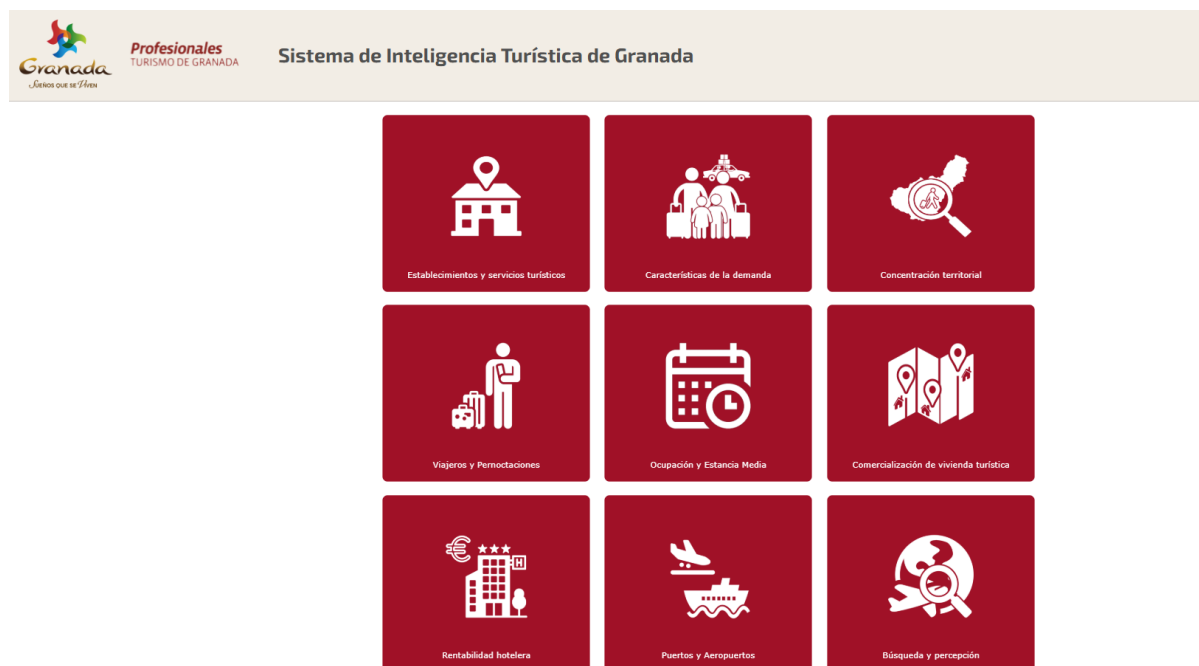 Granada
Sueños que se Viven
Profesionales
TURISMO DE GRANADA
Sistema de Inteligencia Turística de Granada
Establecimientos y servicios turísticos
Características de la demanda
Concentración territorial
Viajeros y Pernoctaciones
Ocupación y Estancia Media
Comercialización de vivienda turística
H
Rentabilidad hotelera
Puertos y Aeropuertos
Búsqueda y percepción